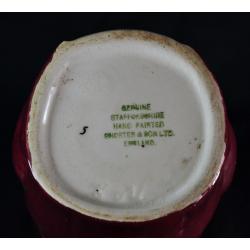 GENUINE
STAFFORDSHIRE
HAND PAINTED
SHORTER & SON LTD.
ENGLAND.
5